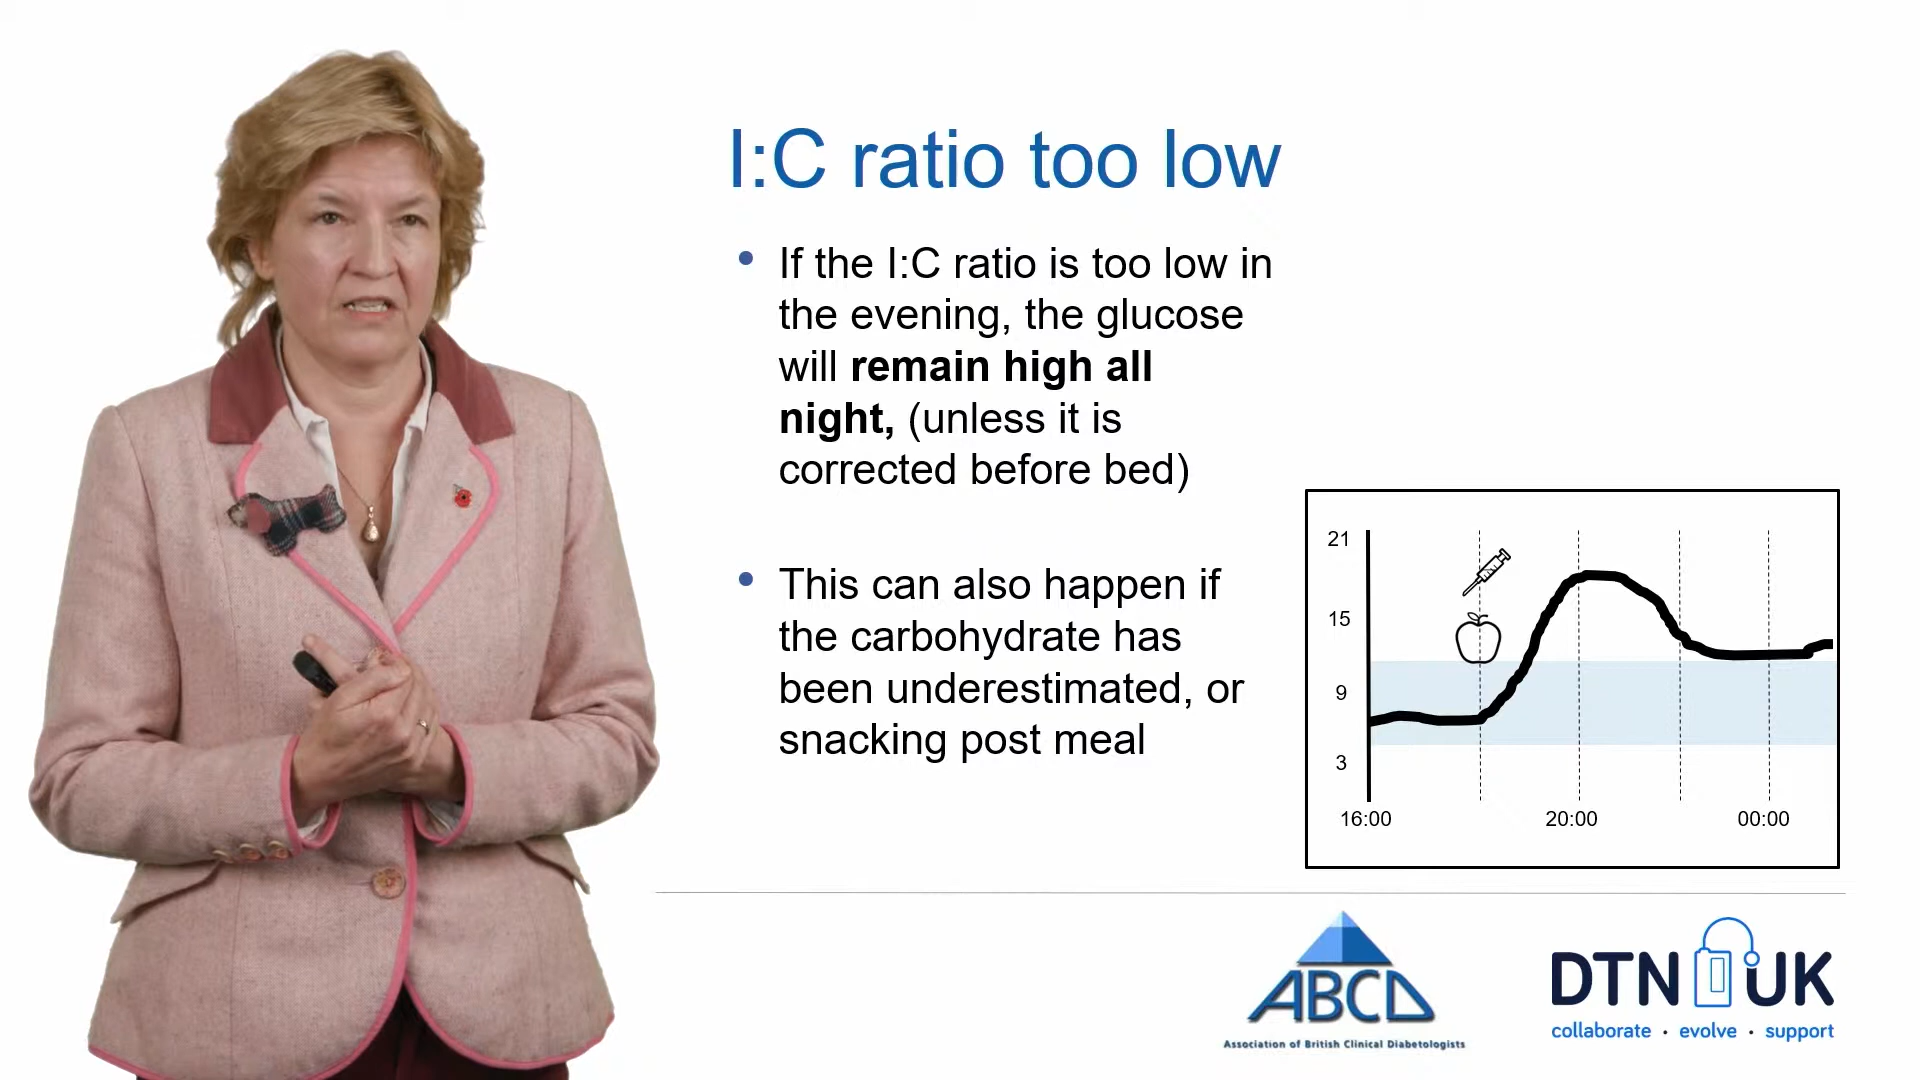 I:C ratio too low
• If the I:C ratio is too low in
the evening, the glucose
will remain high all
night, (unless it is
corrected before bed)
• This can also happen if
the carbohydrate has
been underestimated, or
snacking post meal
21
15
9
3
16:00
20:00
00:00
ABCD
Association of British Clinical Diabetologists
DTN UK
collaborate • evolve • support